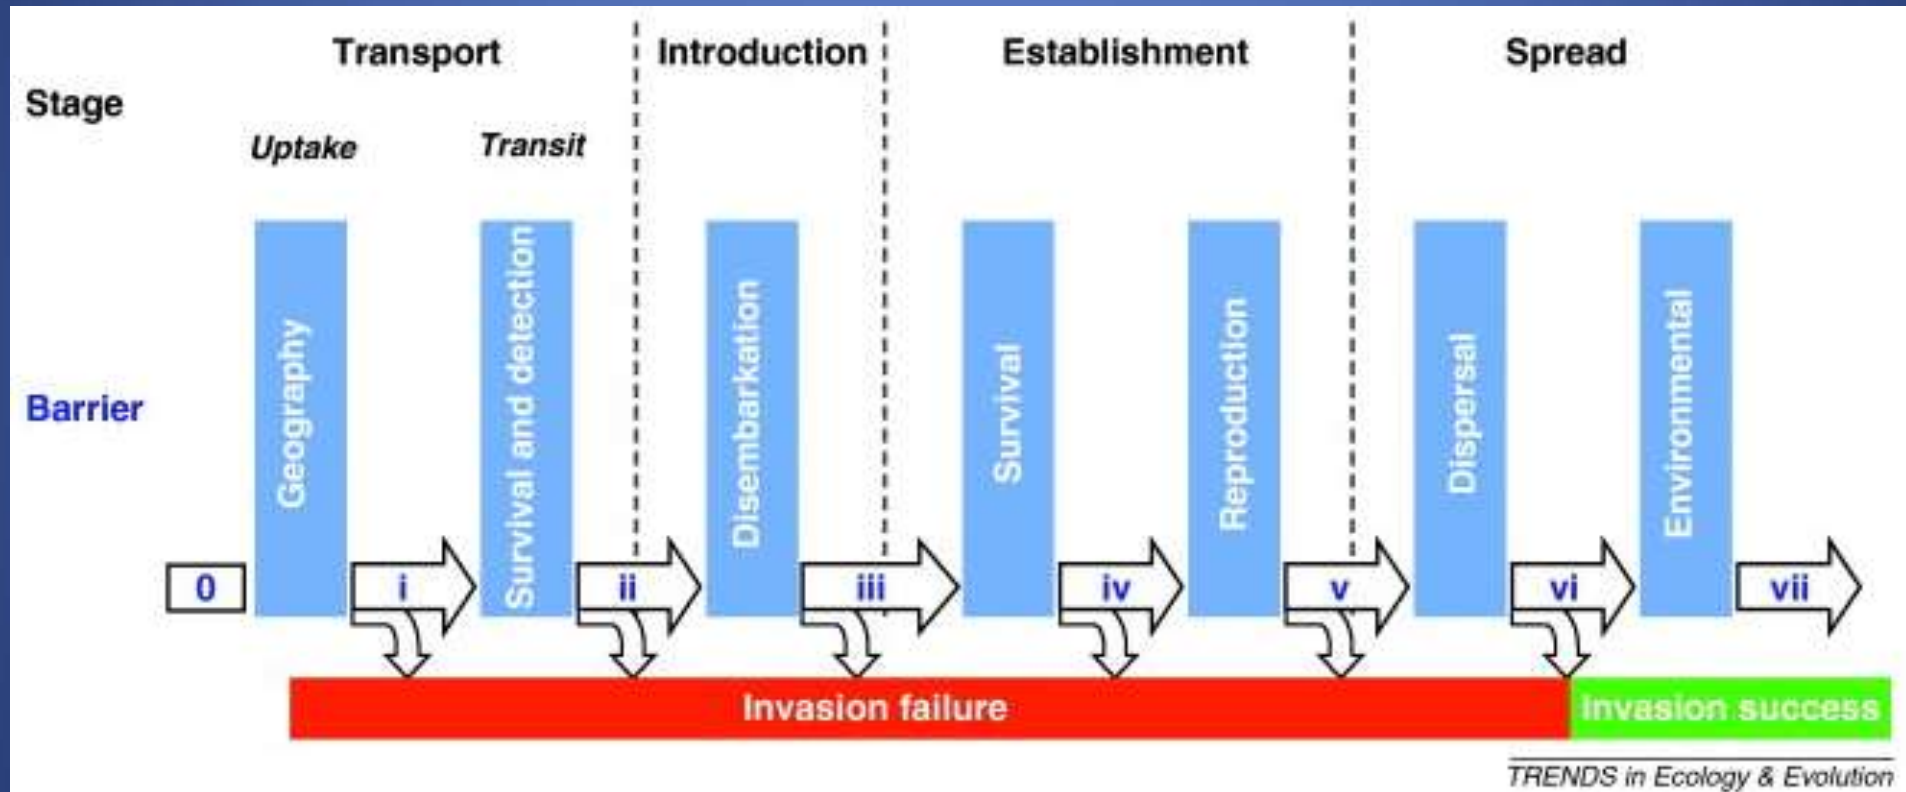 Transport
Introduction
Establishment
Spread
Stage
Uptake
Transit
Barrier
Geography
Survival and detection
Disembarkation
Survival
Reproduction
Dispersal
Environmental
0
i
ii
iii
iv
v
vi
vii
Invasion failure
Invasion success
TRENDS in Ecology & Evolution